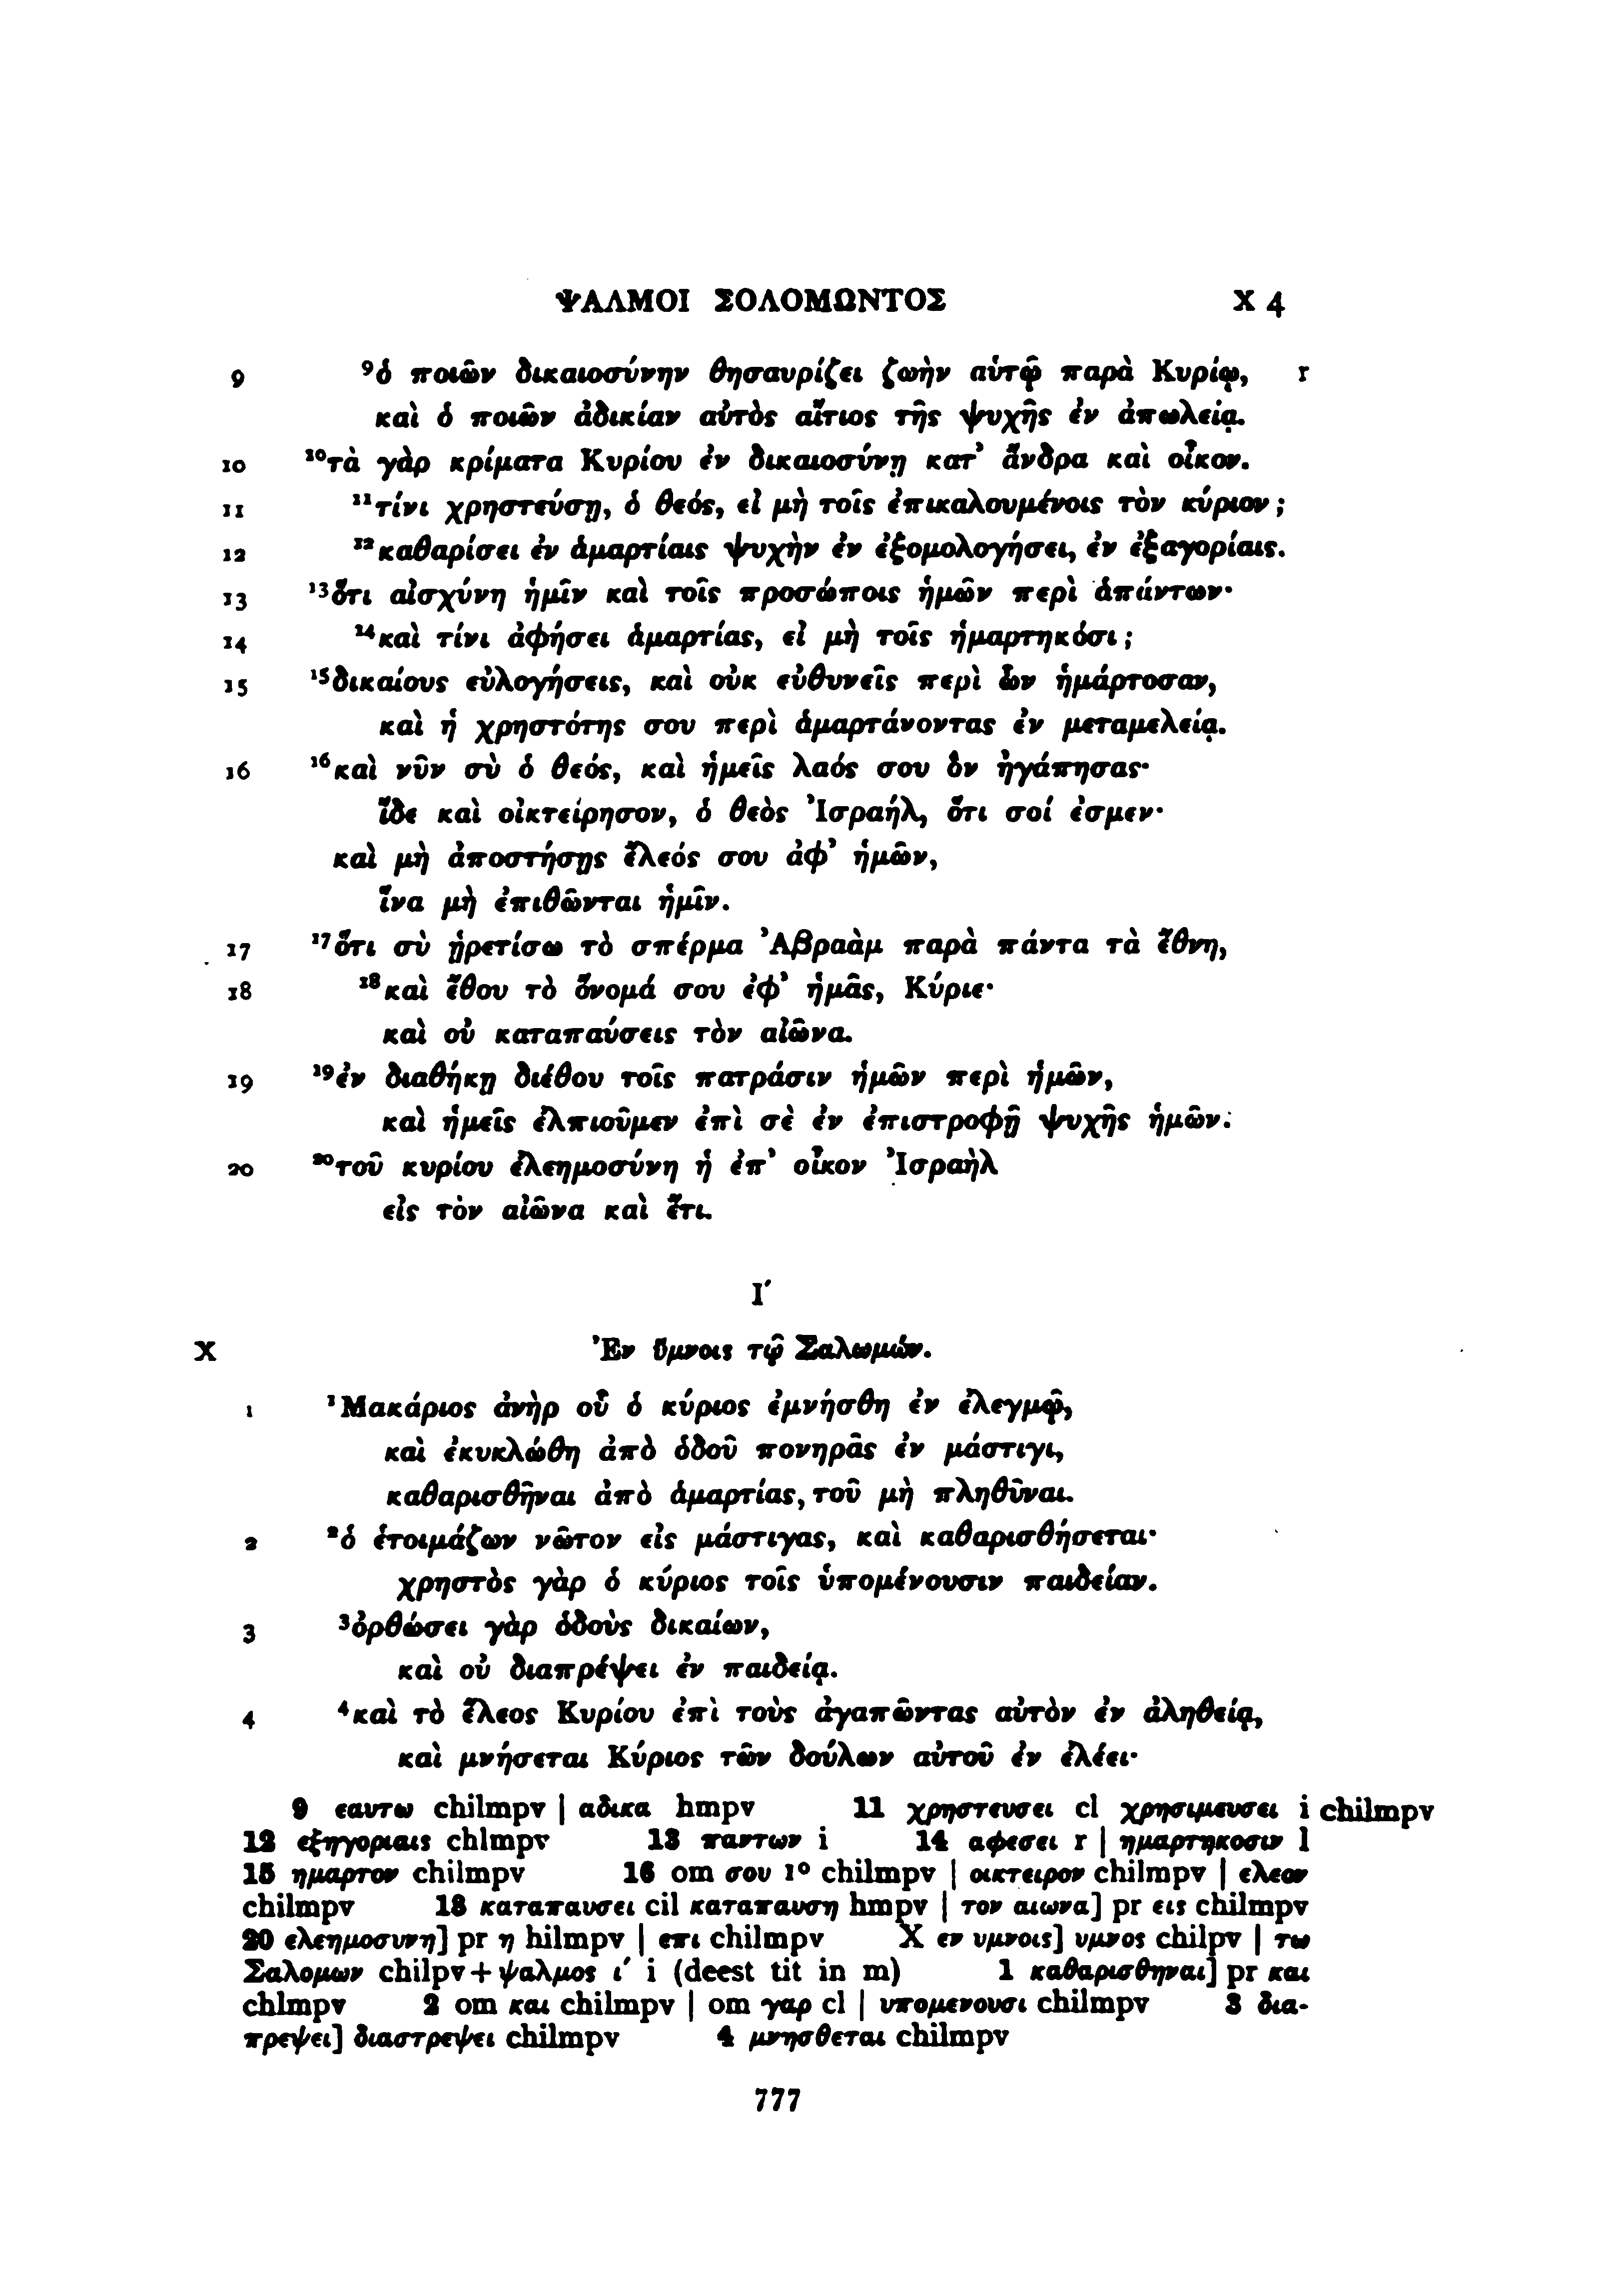 ΨΑΛΜΟΙ ΣΟΛΟΜΩΝΤΟΣ X 4
9 ⁹ὁ ποιῶν δικαιοσύνην θησαυρίζει ζωὴν αὑτῷ παρὰ Κυρίῳ, r
καὶ ὁ ποιῶν ἀδικίαν αὐτὸς αἴτιος τῆς ψυχῆς ἐν ἀπωλείᾳ.
10 ¹⁰τὰ γὰρ κρίματα Κυρίου ἐν δικαιοσύνῃ κατ’ ἄνδρα καὶ οἶκον.
11 ¹¹τίνι χρηστεύσῃ, ὁ θεός, εἰ μὴ τοῖς ἐπικαλουμένοις τὸν κύριον ;
12 ¹²καθαρίσει ἐν ἁμαρτίαις ψυχὴν ἐν ἐξομολογήσει, ἐν ἐξαγορίαις.
13 ¹³ὅτι αἰσχύνη ἡμῖν καὶ τοῖς προσώποις ἡμῶν περὶ ἁπάντων·
14 ¹⁴καὶ τίνι ἀφήσει ἁμαρτίας, εἰ μὴ τοῖς ἡμαρτηκόσι ;
15 ¹⁵δικαίους εὐλογήσεις, καὶ οὐκ εὐθυνεῖς περὶ ὧν ἡμάρτοσαν,
καὶ ἡ χρηστότης σου περὶ ἁμαρτάνοντας ἐν μεταμελείᾳ.
16 ¹⁶καὶ νῦν σὺ ὁ θεός, καὶ ἡμεῖς λαός σου ὃν ἠγάπησας·
ἴδε καὶ οἰκτείρησον, ὁ θεὸς Ἰσραήλ, ὅτι σοί ἐσμεν·
καὶ μὴ ἀποστήσῃς ἔλεός σου ἀφ’ ἡμῶν,
ἵνα μὴ ἐπιθῶνται ἡμῖν.
17 ¹⁷ὅτι σὺ ᾑρετίσω τὸ σπέρμα Ἀβραὰμ παρὰ πάντα τὰ ἔθνη,
18 ¹⁸καὶ ἔθου τὸ ὄνομά σου ἐφ’ ἡμᾶς, Κύριε·
καὶ οὐ καταπαύσεις τὸν αἰῶνα.
19 ¹⁹ἐν διαθήκῃ διέθου τοῖς πατράσιν ἡμῶν περὶ ἡμῶν,
καὶ ἡμεῖς ἐλπιοῦμεν ἐπὶ σὲ ἐν ἐπιστροφῇ ψυχῆς ἡμῶν.
20 ²⁰τοῦ κυρίου ἐλεημοσύνη ἡ ἐπ’ οἶκον Ἰσραὴλ
εἰς τὸν αἰῶνα καὶ ἔτι.
Ι΄
X Ἐν ὕμνοις τῷ Σαλωμών.
1 ¹Μακάριος ἀνὴρ οὗ ὁ κύριος ἐμνήσθη ἐν ἐλεγμῷ,
καὶ ἐκυκλώθη ἀπὸ ὁδοῦ πονηρᾶς ἐν μάστιγι,
καθαρισθῆναι ἀπὸ ἁμαρτίας, τοῦ μὴ πληθῦναι.
2 ²ὁ ἑτοιμάζων νῶτον εἰς μάστιγας, καὶ καθαρισθήσεται·
χρηστὸς γὰρ ὁ κύριος τοῖς ὑπομένουσιν παιδείαν.
3 ³ὀρθώσει γὰρ ὁδοὺς δικαίων,
καὶ οὐ διαπρέψει ἐν παιδείᾳ.
4 ⁴καὶ τὸ ἔλεος Κυρίου ἐπὶ τοὺς ἀγαπῶντας αὐτὸν ἐν ἀληθείᾳ,
καὶ μνήσεται Κύριος τῶν δούλων αὐτοῦ ἐν ἐλέει·
9 εαυτω chilmpv | αδικα hmpv 11 χρηστευσει cl χρησιμευσει i chilmpv
12 εξηγοριαις chlmpv 13 παντων i 14 αφεσει r | ημαρτηκοσιν l
15 ημαρτον chilmpv 16 om σου 1° chilmpv | οικτειρον chilmpv | ελεον
chilmpv 18 καταπαυσει cil καταπαυση hmpv | τον αιωνα] pr εις chilmpv
20 ελεημοσυνη] pr η hilmpv | επι chilmpv X εν υμνοις] υμνος chilpv | τω
Σαλομων chilpv + ψαλμος ι΄ i (deest tit in m) 1 καθαρισθηναι] pr και
chlmpv 2 om και chilmpv | om γαρ cl | υπομενουσι chilmpv 3 δια-
πρεψει] διαστρεψει chilmpv 4 μνησθεται chilmpv
777